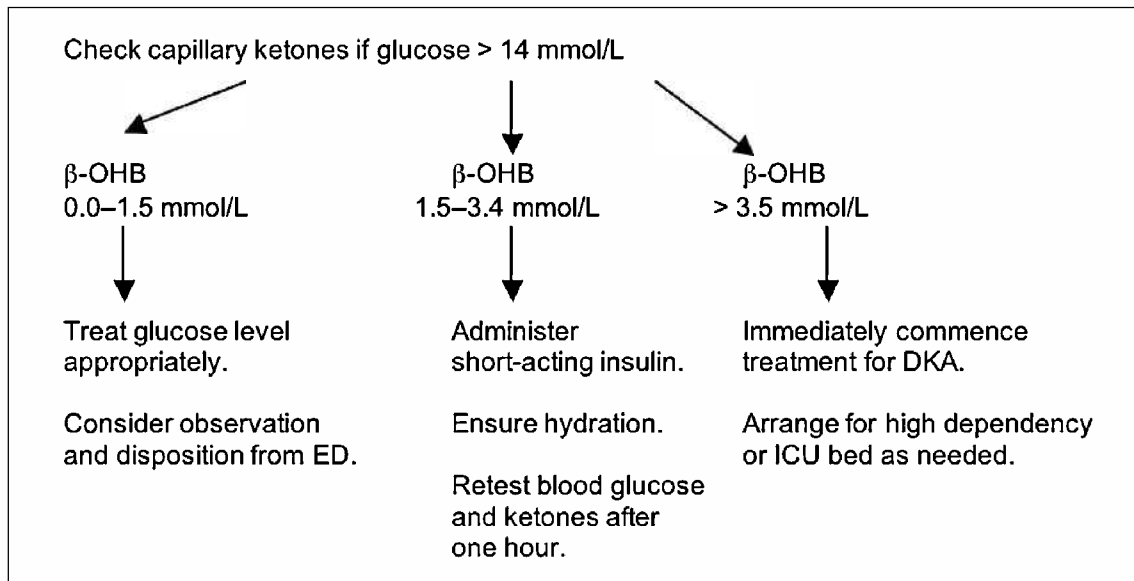 Check capillary ketones if glucose > 14 mmol/L
β-OHB
0.0–1.5 mmol/L
Treat glucose level
appropriately.
Consider observation
and disposition from ED.
β-OHB
1.5–3.4 mmol/L
Administer
short-acting insulin.
Ensure hydration.
Retest blood glucose
and ketones after
one hour.
β-OHB
> 3.5 mmol/L
Immediately commence
treatment for DKA.
Arrange for high dependency
or ICU bed as needed.